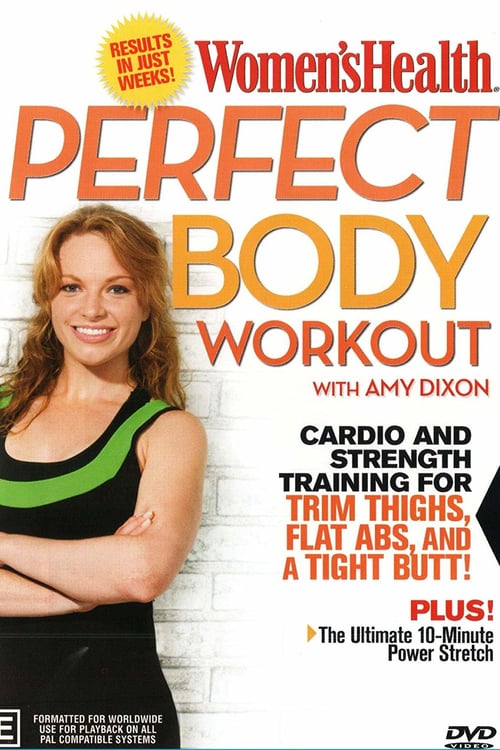 RESULTS
IN JUST
WEEKS!
Women'sHealth®
PERFECT
BODY
WORKOUT
WITH AMY DIXON
CARDIO AND
STRENGTH
TRAINING FOR
TRIM THIGHS,
FLAT ABS, AND
A TIGHT BUTT!
PLUS!
The Ultimate 10-Minute
Power Stretch
E
FORMATTED FOR WORLDWIDE
USE FOR PLAYBACK ON ALL
PAL COMPATIBLE SYSTEMS
DVD
VIDEO